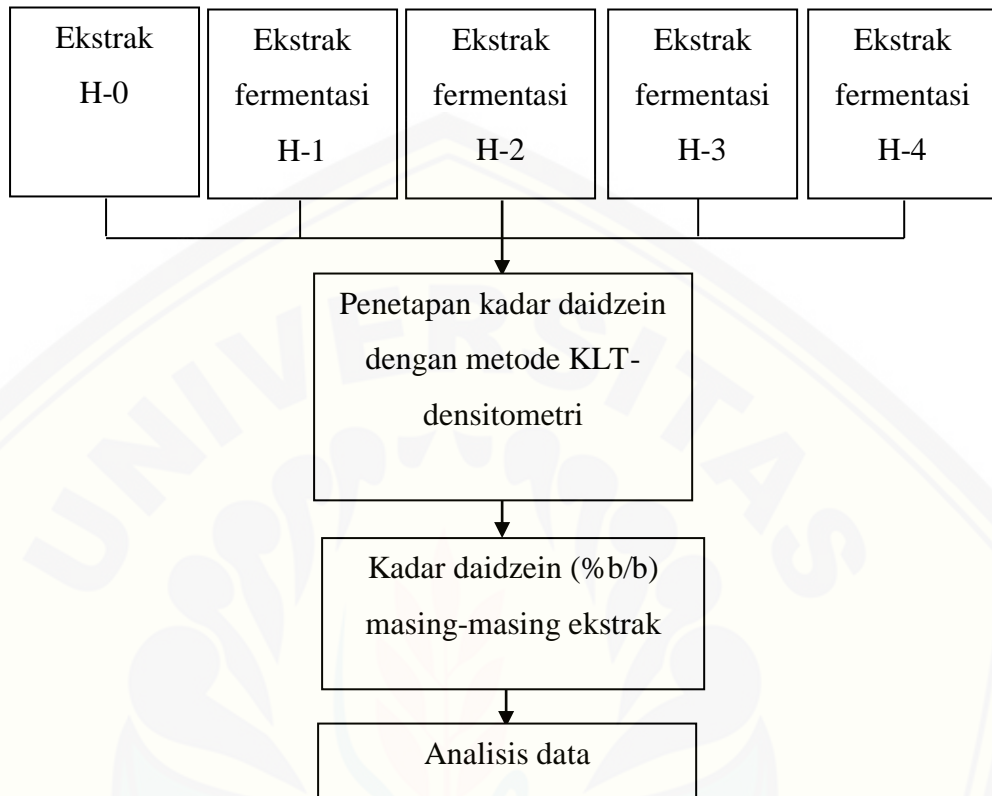 Ekstrak
H-0
Ekstrak
fermentasi
H-1
Ekstrak
fermentasi
H-2
Ekstrak
fermentasi
H-3
Ekstrak
fermentasi
H-4
Penetapan kadar daidzein
dengan metode KLT-
densitometri
Kadar daidzein (%b/b)
masing-masing ekstrak
Analisis data
UNIVERSITAS